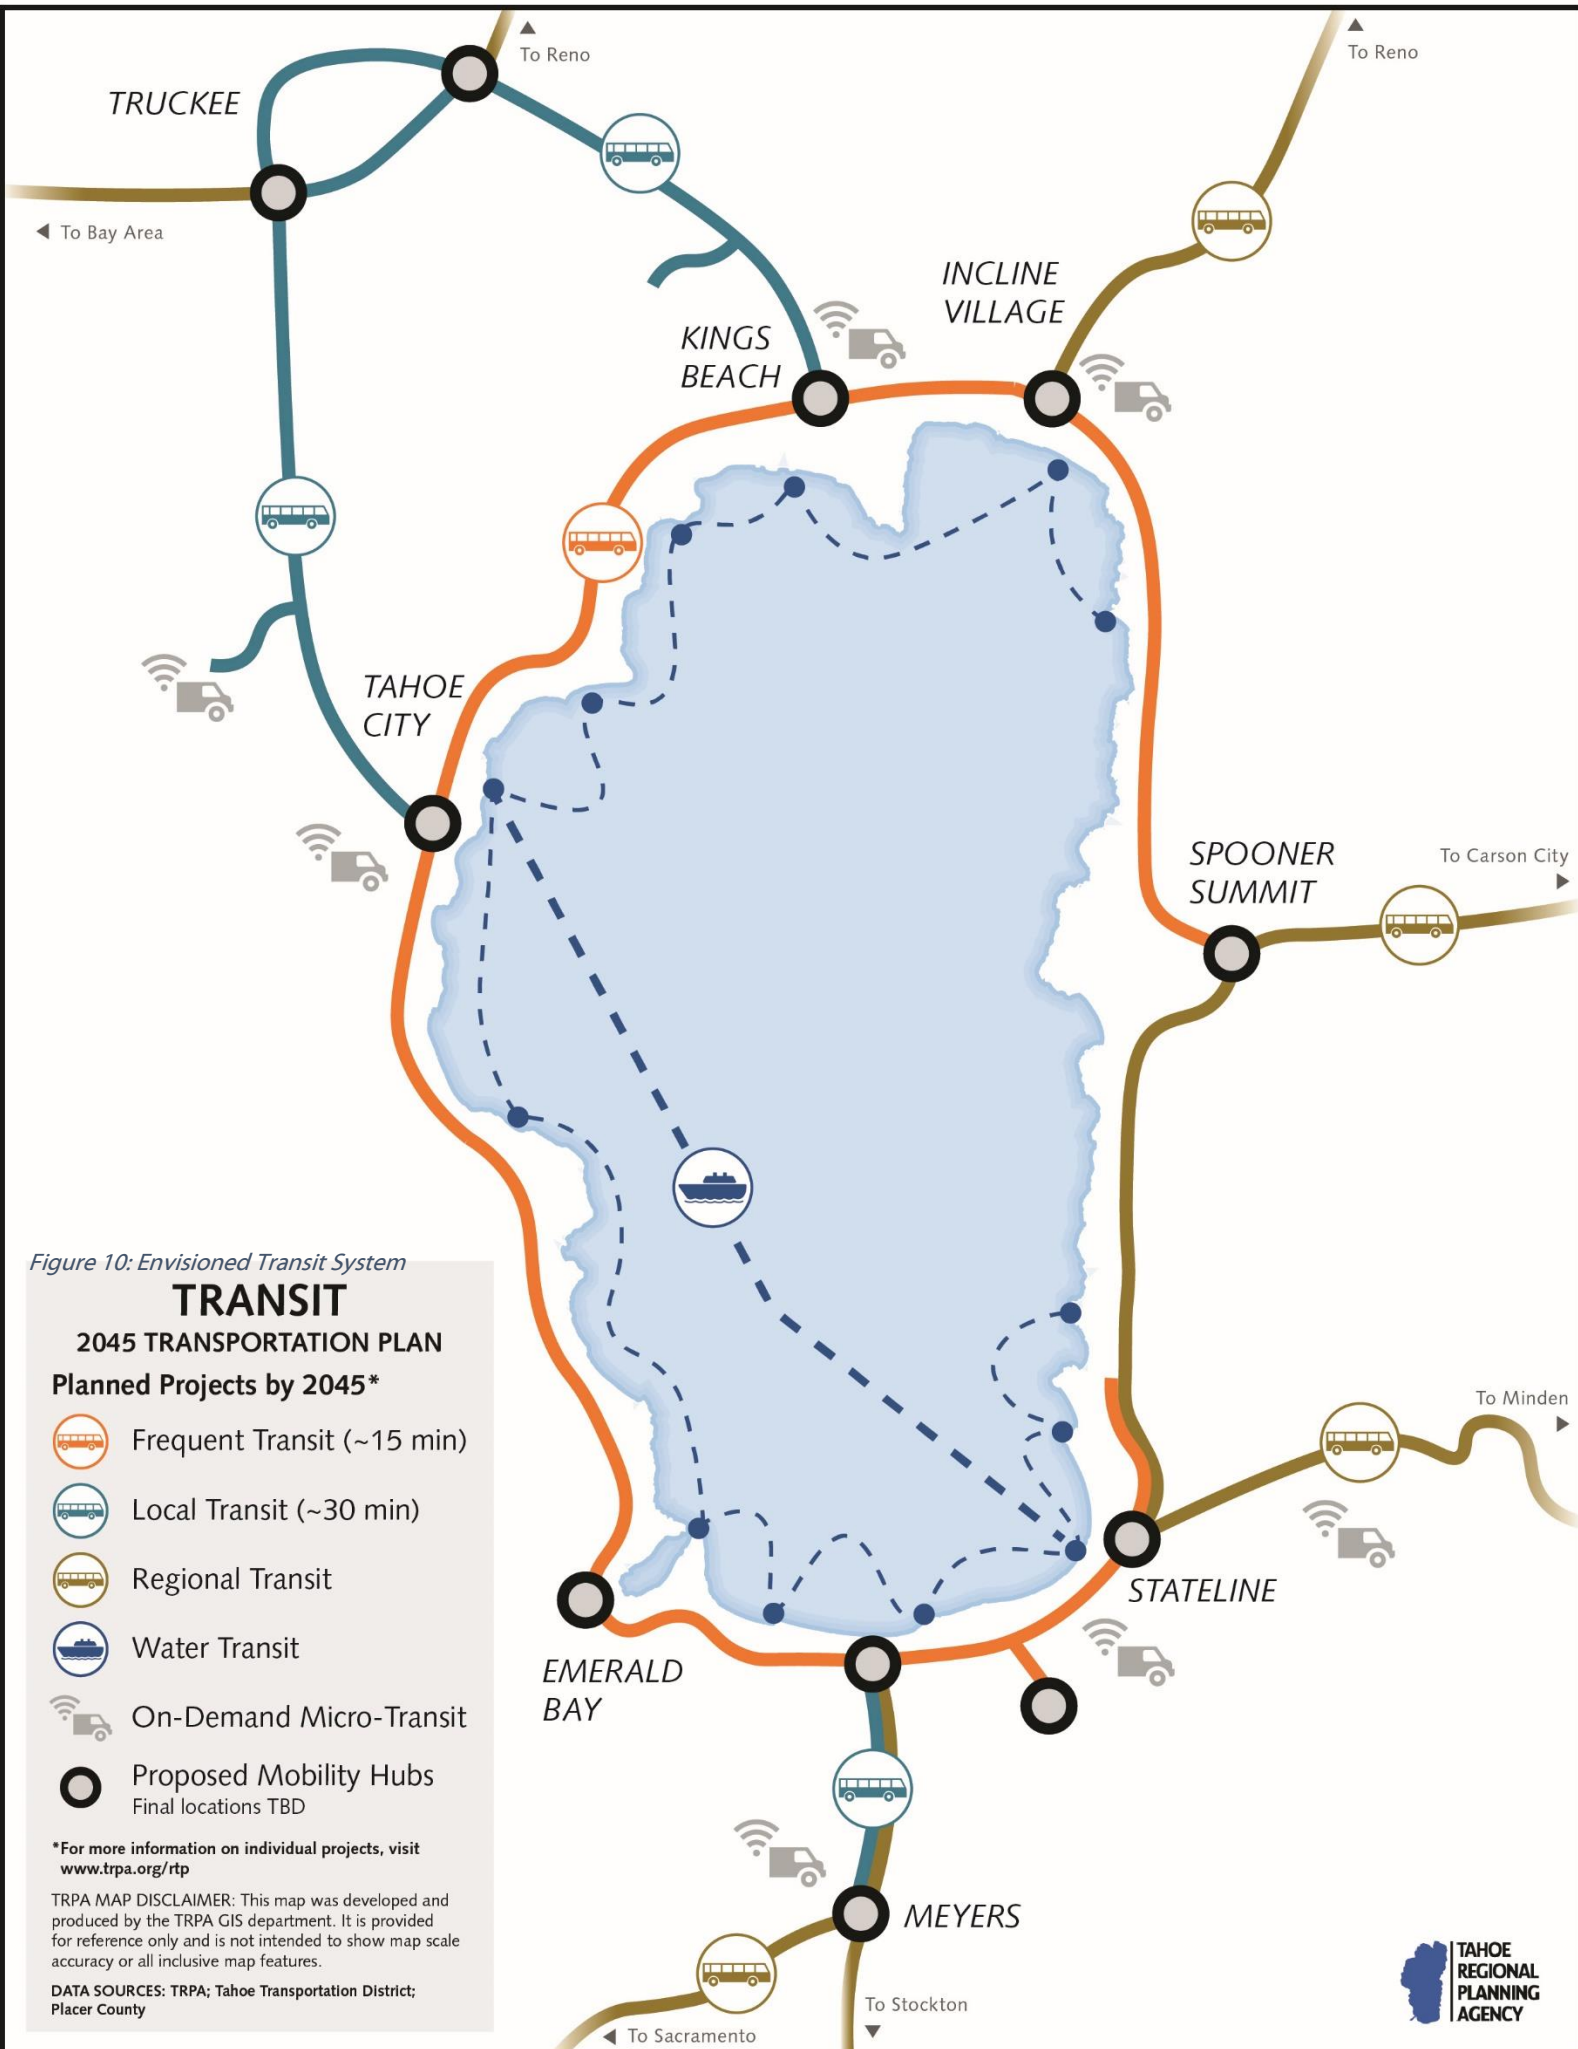 To Reno
To Reno
TRUCKEE
To Bay Area
INCLINE
VILLAGE
KINGS
BEACH
TAHOE
CITY
SPOONER
SUMMIT
To Carson City
To Minden
STATELINE
EMERALD
BAY
MEYERS
To Stockton
To Sacramento
Figure 10: Envisioned Transit System
TRANSIT
2045 TRANSPORTATION PLAN
Planned Projects by 2045*
Frequent Transit (~15 min)
Local Transit (~30 min)
Regional Transit
Water Transit
On-Demand Micro-Transit
Proposed Mobility Hubs
Final locations TBD
*For more information on individual projects, visit
www.trpa.org/rtp
TRPA MAP DISCLAIMER: This map was developed and
produced by the TRPA GIS department. It is provided
for reference only and is not intended to show map scale
accuracy or all inclusive map features.
DATA SOURCES: TRPA; Tahoe Transportation District;
Placer County
TAHOE
REGIONAL
PLANNING
AGENCY